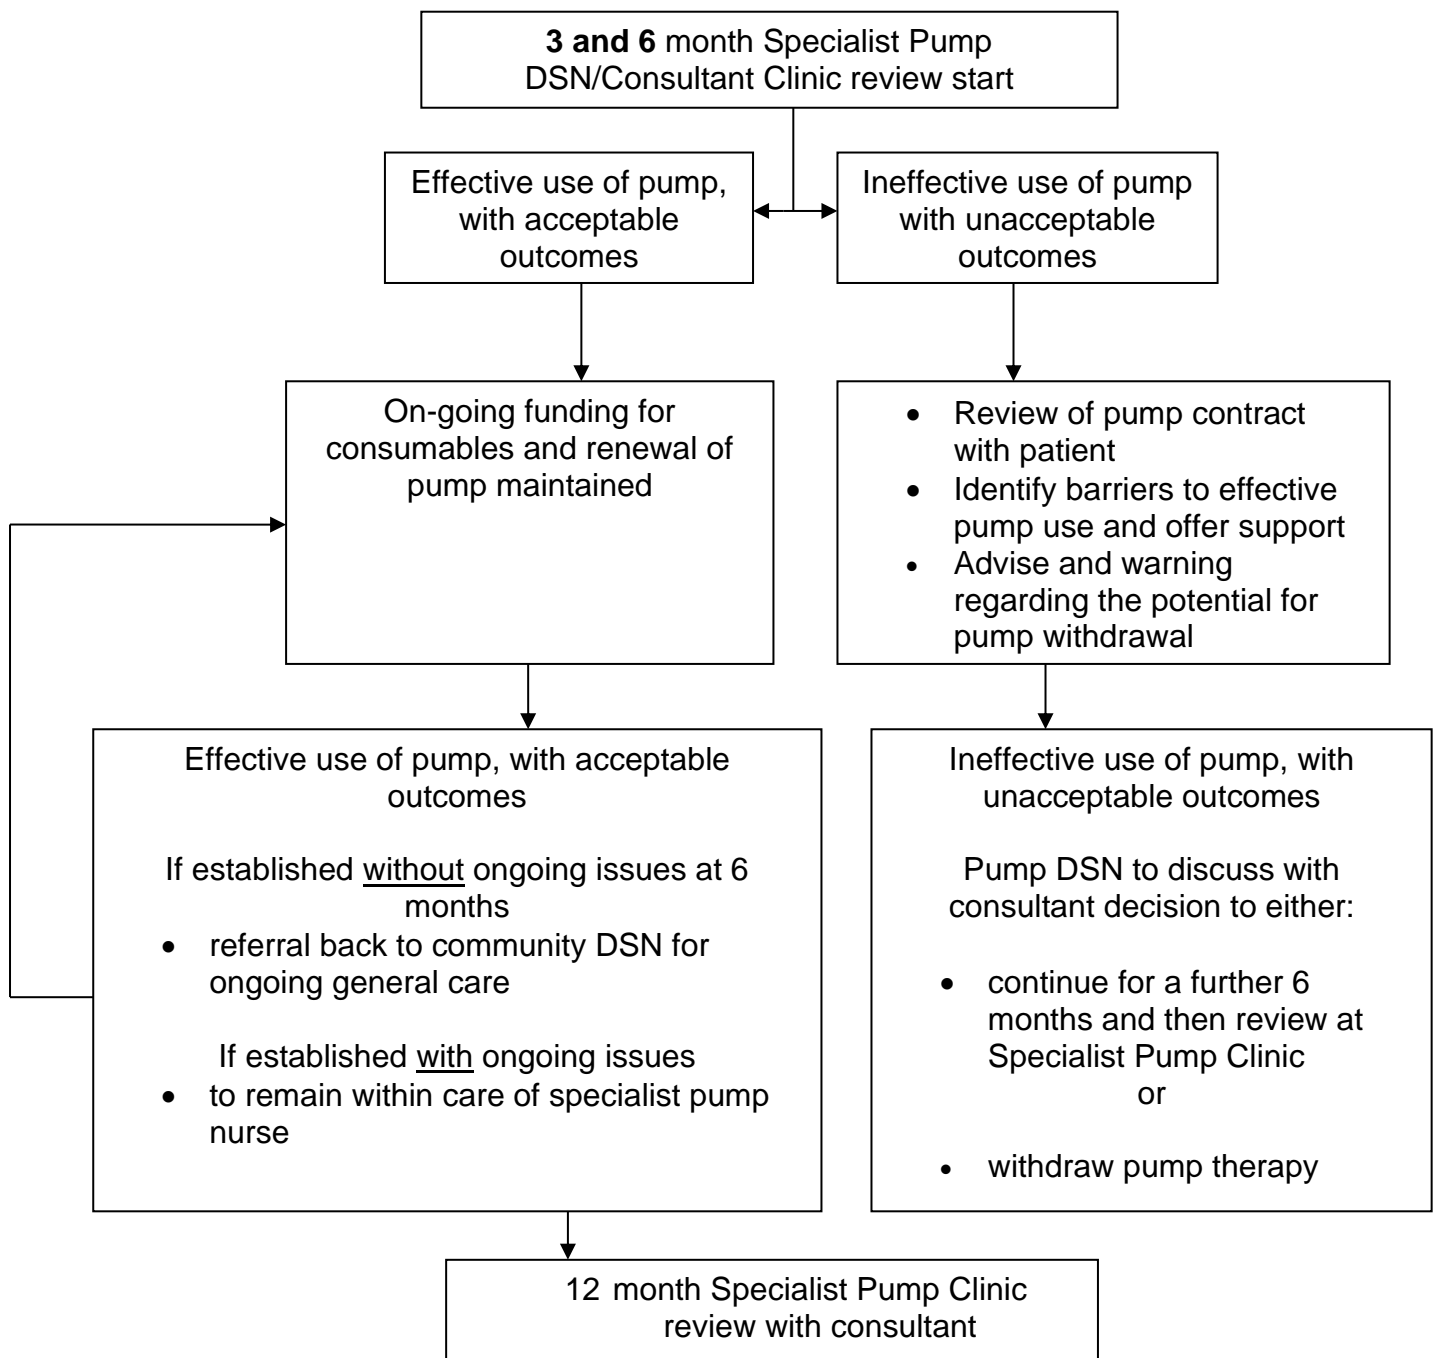 3 and 6 month Specialist Pump
DSN/Consultant Clinic review start
Effective use of pump,
with acceptable
outcomes
Ineffective use of pump
with unacceptable
outcomes
On-going funding for
consumables and renewal of
pump maintained
• Review of pump contract
with patient
• Identify barriers to effective
pump use and offer support
• Advise and warning
regarding the potential for
pump withdrawal
Effective use of pump, with acceptable
outcomes
If established without ongoing issues at 6
months
• referral back to community DSN for
ongoing general care
If established with ongoing issues
• to remain within care of specialist pump
nurse
Ineffective use of pump, with
unacceptable outcomes
Pump DSN to discuss with
consultant decision to either:
• continue for a further 6
months and then review at
Specialist Pump Clinic
or
• withdraw pump therapy
12 month Specialist Pump Clinic
review with consultant